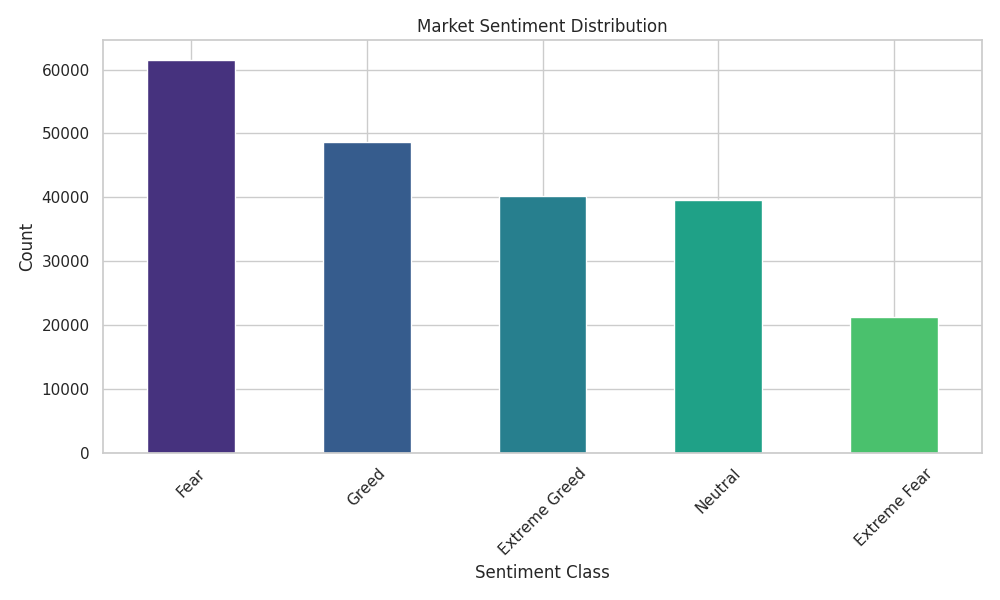 Market Sentiment Distribution
Count
60000
50000
40000
30000
20000
10000
0
Fear
Greed
Extreme Greed
Neutral
Extreme Fear
Sentiment Class